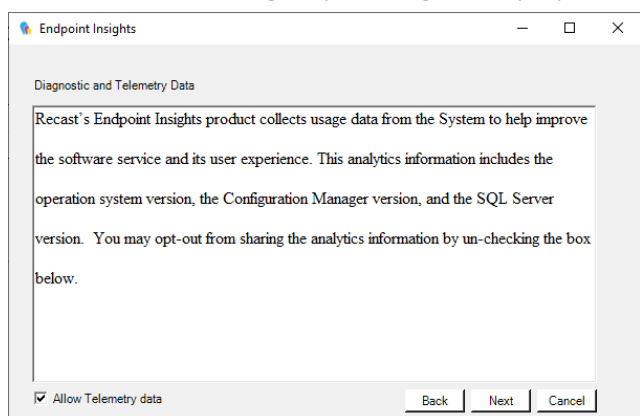 Endpoint Insights
Diagnostic and Telemetry Data
Recast's Endpoint Insights product collects usage data from the System to help improve
the software service and its user experience. This analytics information includes the
operation system version, the Configuration Manager version, and the SQL Server
version.  You may opt-out from sharing the analytics information by un-checking the box
below.
Allow Telemetry data
Back
Next
Cancel